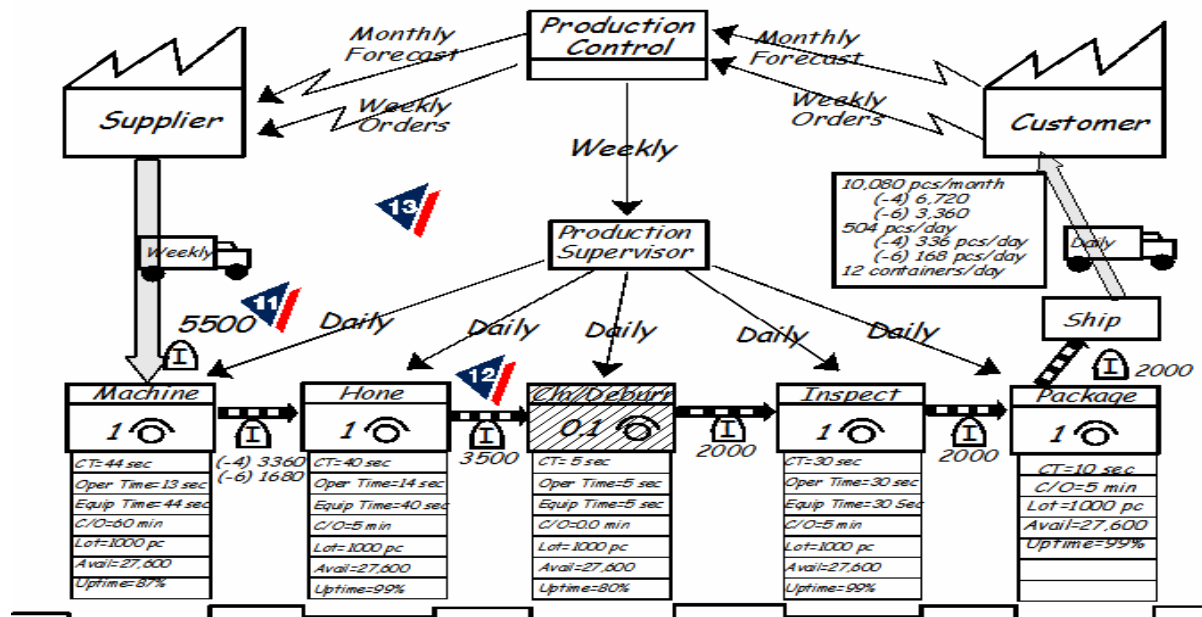 Production
Control
Monthly
Forecast
Weekly
Orders
Monthly
Forecast
Weekly
Orders
Supplier
Customer
Weekly
13
10,080 pcs/month
(-4) 6,720
(-6) 3,360
504 pcs/day
(-4) 336 pcs/day
(-6) 168 pcs/day
12 containers/day
Production
Supervisor
Weekly
Daily
11
5500
I
Daily
Daily
Daily
Daily
Daily
Ship
I
2000
12
Machine
1
Hone
1
Cln/Deburr
0.1
Inspect
1
Package
1
I
(-4) 3360
(-6) 1680
I
3500
I
2000
I
2000
CT=44 sec
Oper Time=13 sec
Equip Time=44 sec
C/O=60 min
Lot=1000 pc
Avail=27,600
Uptime=87%
CT=40 sec
Oper Time=14 sec
Equip Time=40 sec
C/O=5 min
Lot=1000 pc
Avail=27,600
Uptime=99%
CT=5 sec
Oper Time=5 sec
Equip Time=5 sec
C/O=0.0 min
Lot=1000 pc
Avail=27,600
Uptime=80%
CT=30 sec
Oper Time=30 sec
Equip Time=30 Sec
C/O=5 min
Lot=1000 pc
Avail=27,600
Uptime=99%
CT=10 sec
C/O=5 min
Lot=1000 pc
Avail=27,600
Uptime=99%